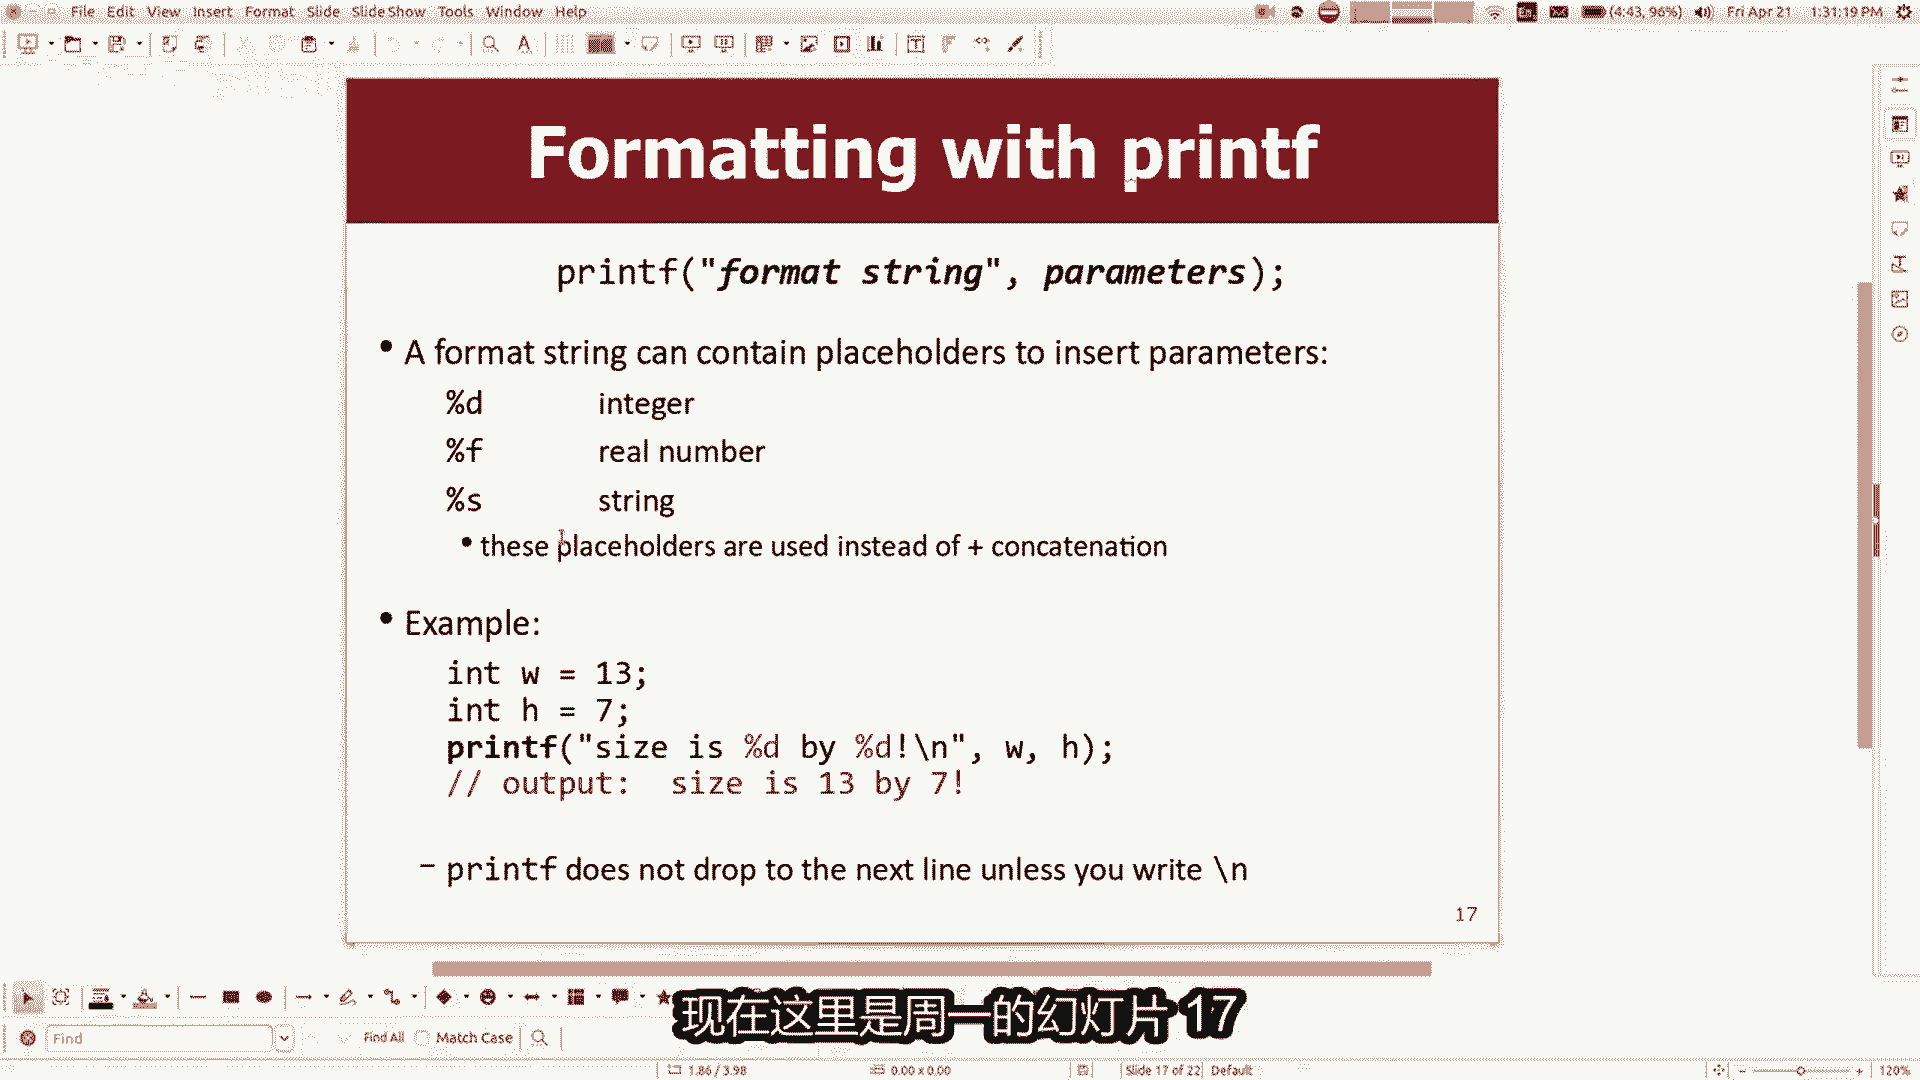 File Edit View Insert Format Slide Slide Show Tools Window Help
(4:43, 96%) Fri Apr 21 1:31:19 PM
Formatting with printf
printf("format string", parameters);
• A format string can contain placeholders to insert parameters:
%d integer
%f real number
%s string
• these placeholders are used instead of + concatenation
• Example:
int w = 13;
int h = 7;
printf("size is %d by %d!\n", w, h);
// output: size is 13 by 7!
– printf does not drop to the next line unless you write \n
17
现在这里是周一的幻灯片 17
Find Find All Match Case
1.86 / 3.98 0.00 x 0.00 Slide 17 of 22 Default 120%